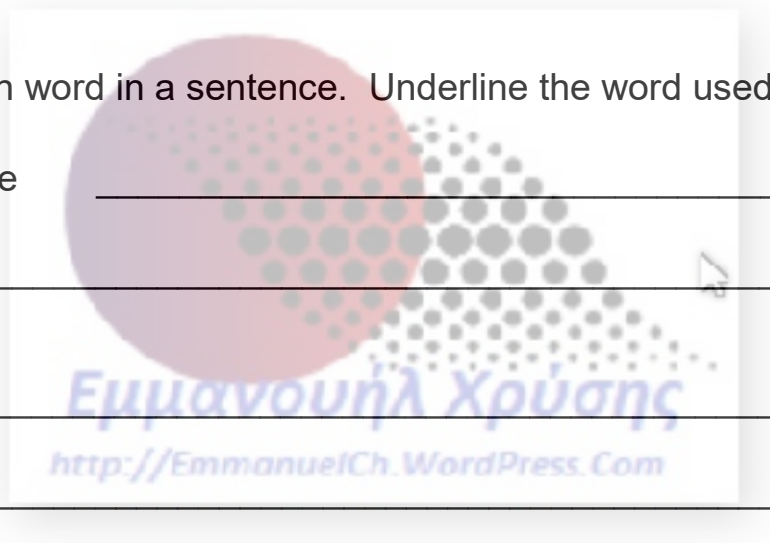 word in a sentence.  Underline the word used
e
Εμμανουήλ Χρύσης
http://EmmanuelCh.WordPress.Com